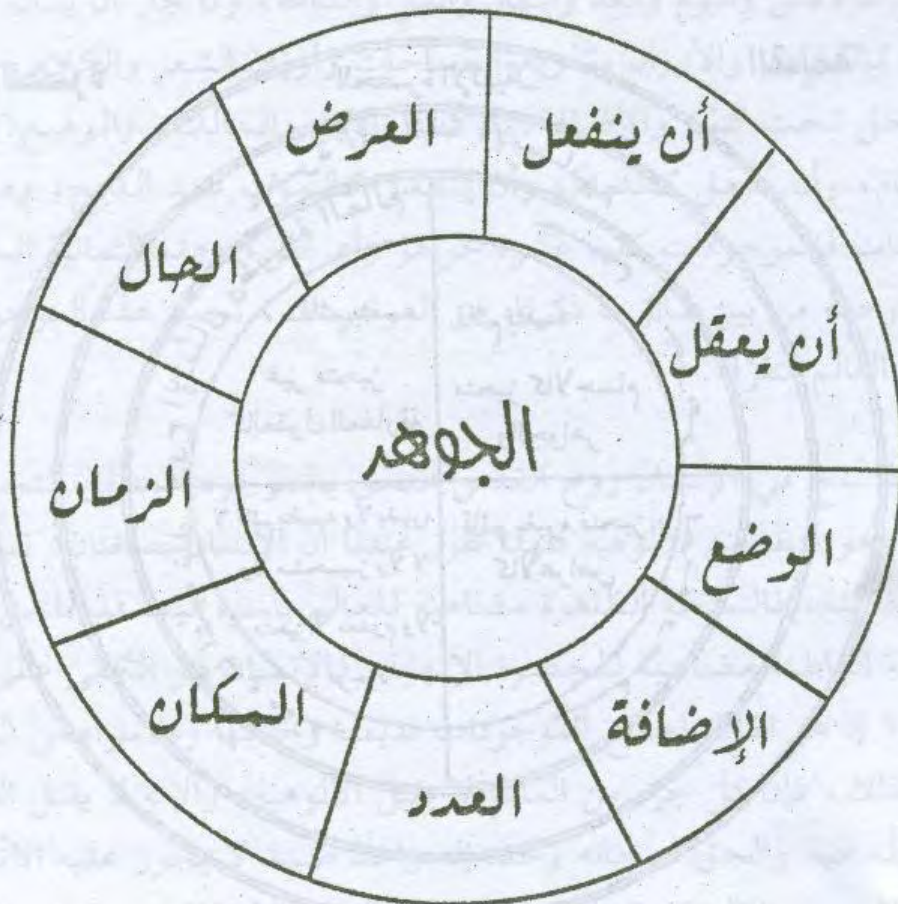 العرض
أن ينفعل
أن يعقل
الوضع
الإضافة
العدد
المكان
الزمان
الحال
الجوهر